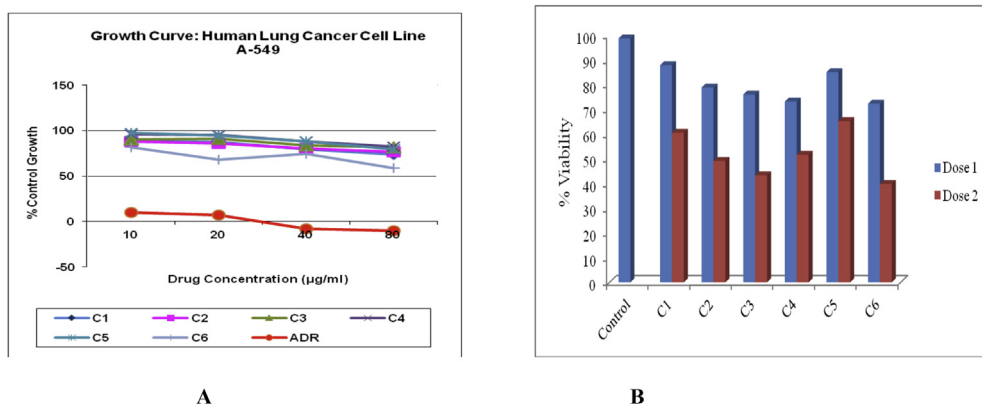 Growth Curve: Human Lung Cancer Cell Line
A-549
150
100
50
0
-50
% Control Growth
10 20 40 80
Drug Concentration (µg/ml)
C1 C2 C3 C4
C5 C6 ADR
A
B
100
90
80
70
60
50
40
30
20
10
0
% Viability
Control C1 C2 C3 C4 C5 C6
Dose 1
Dose 2